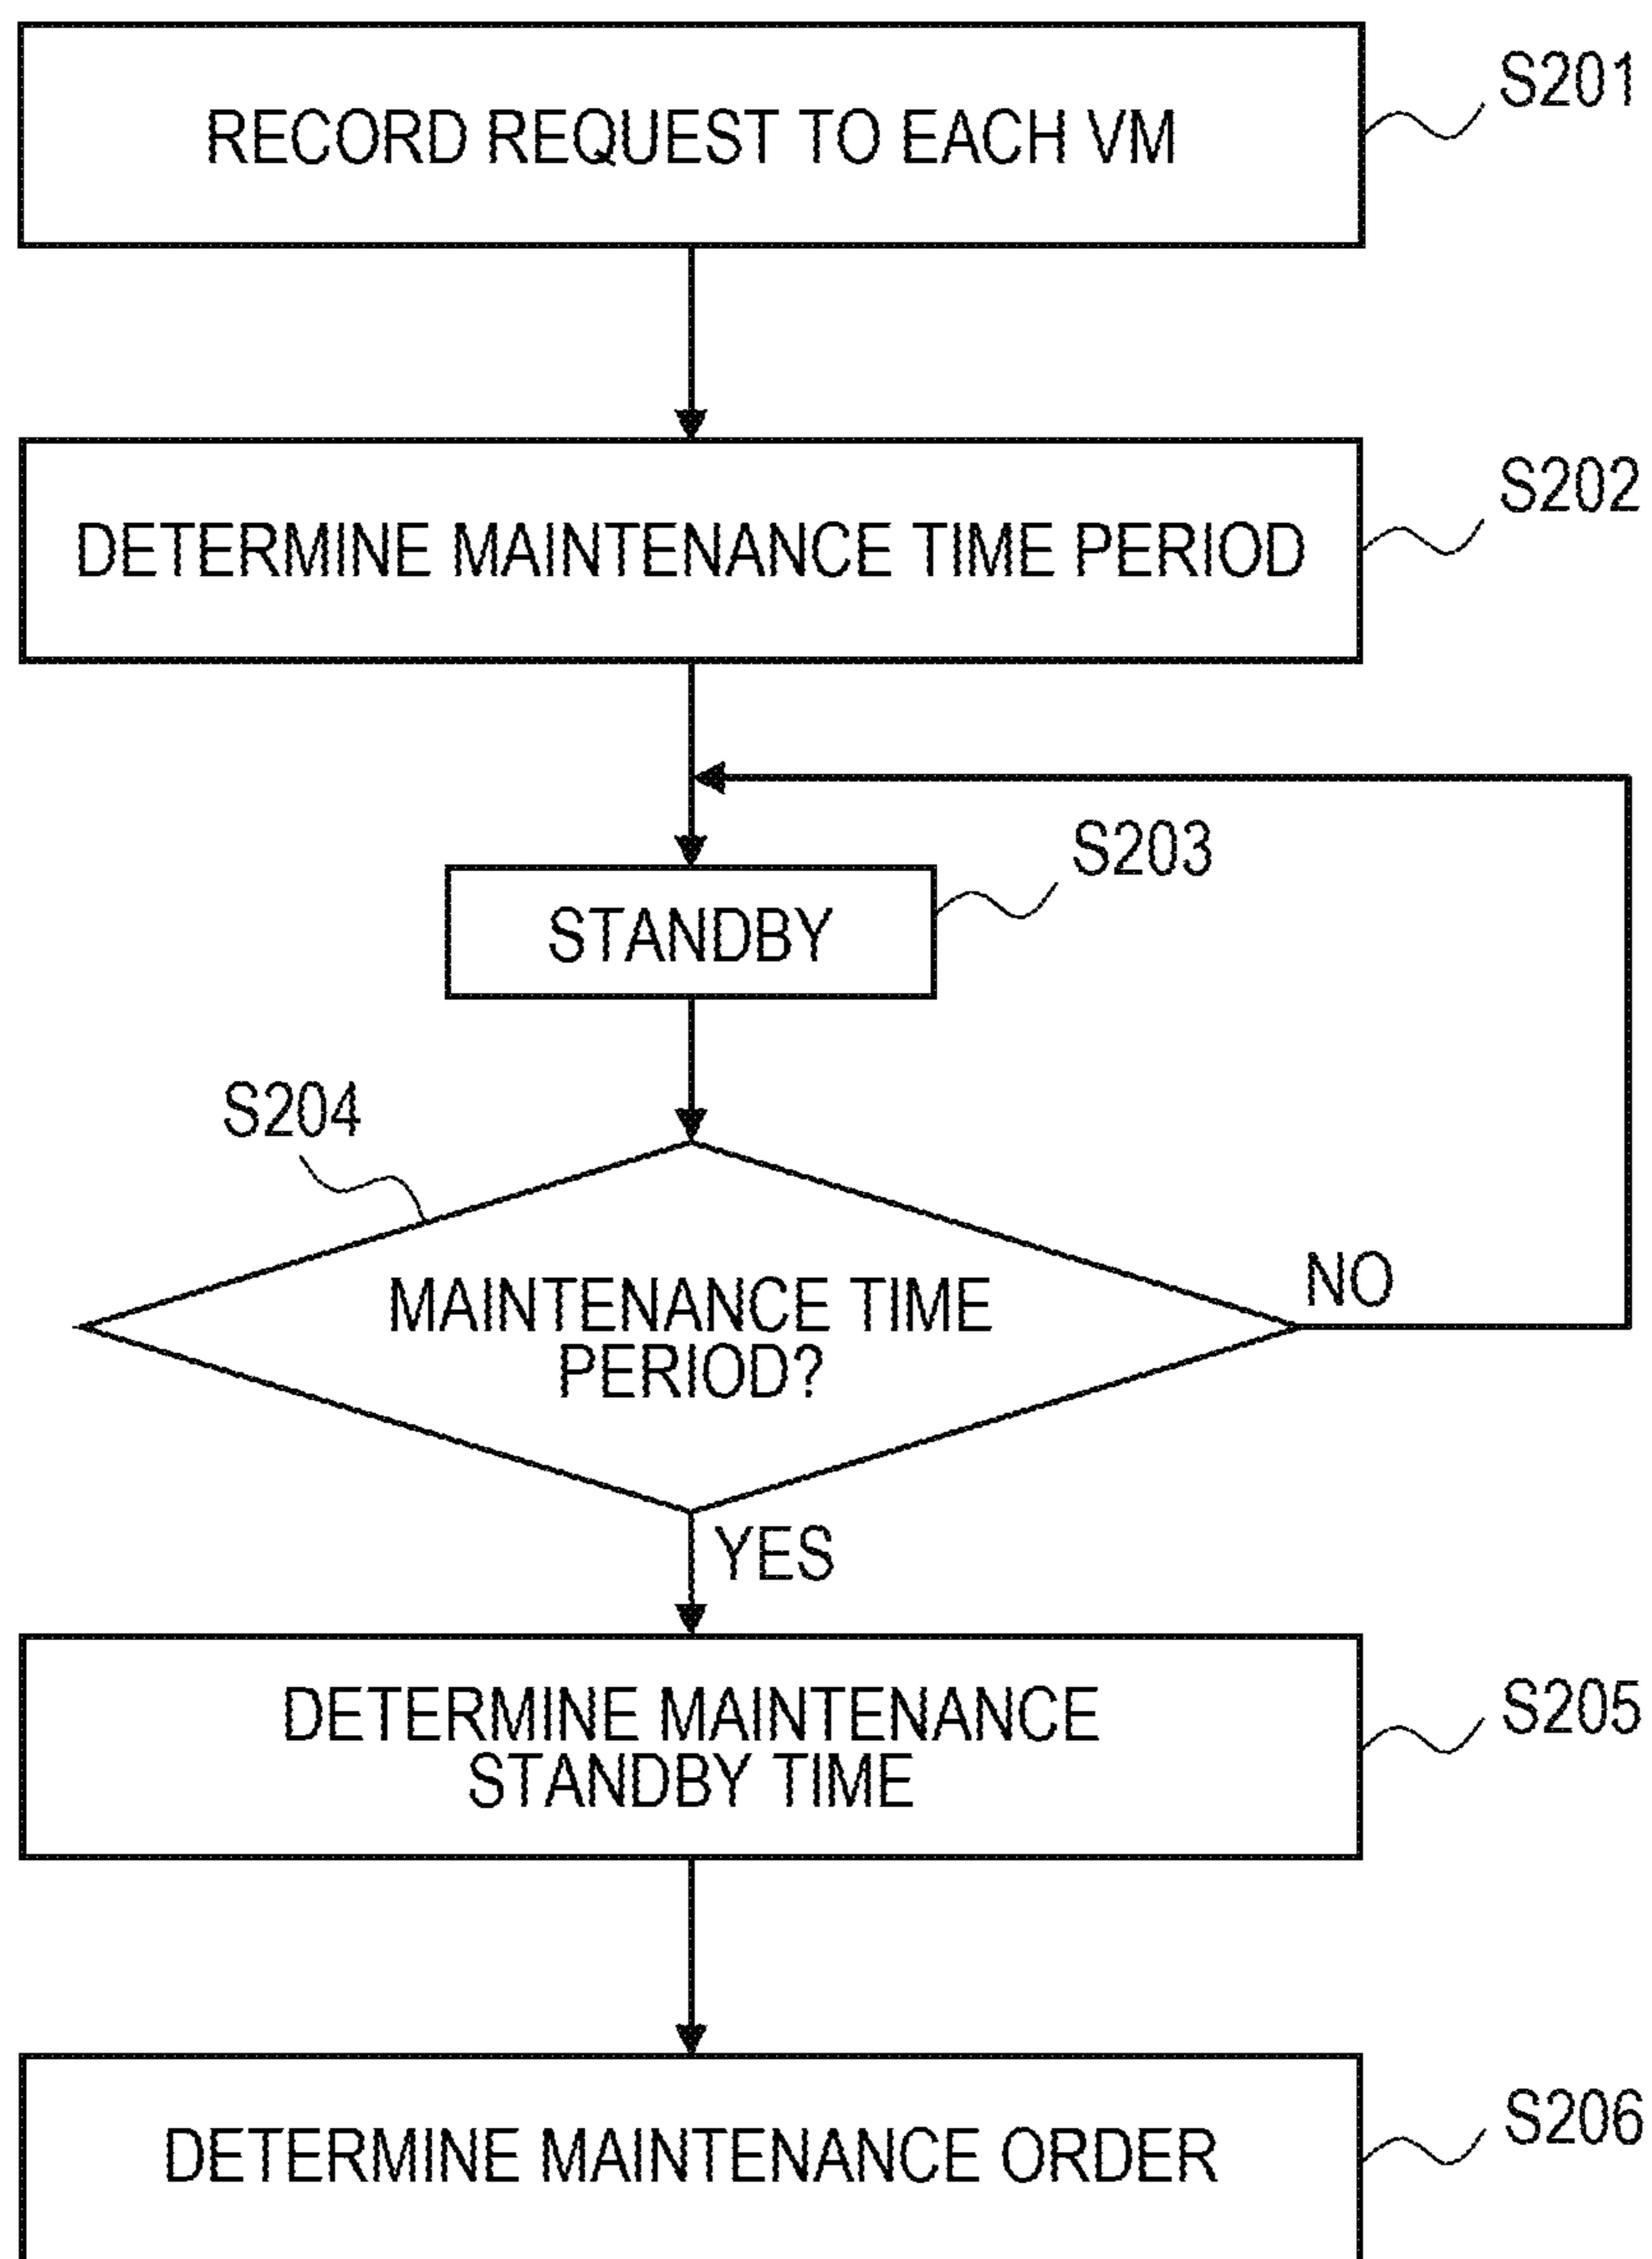 RECORD REQUEST TO EACH VM
S201
DETERMINE MAINTENANCE TIME PERIOD
S202
STANDBY
S203
S204
MAINTENANCE TIME
PERIOD?
NO
YES
DETERMINE MAINTENANCE
STANDBY TIME
S205
DETERMINE MAINTENANCE ORDER
S206